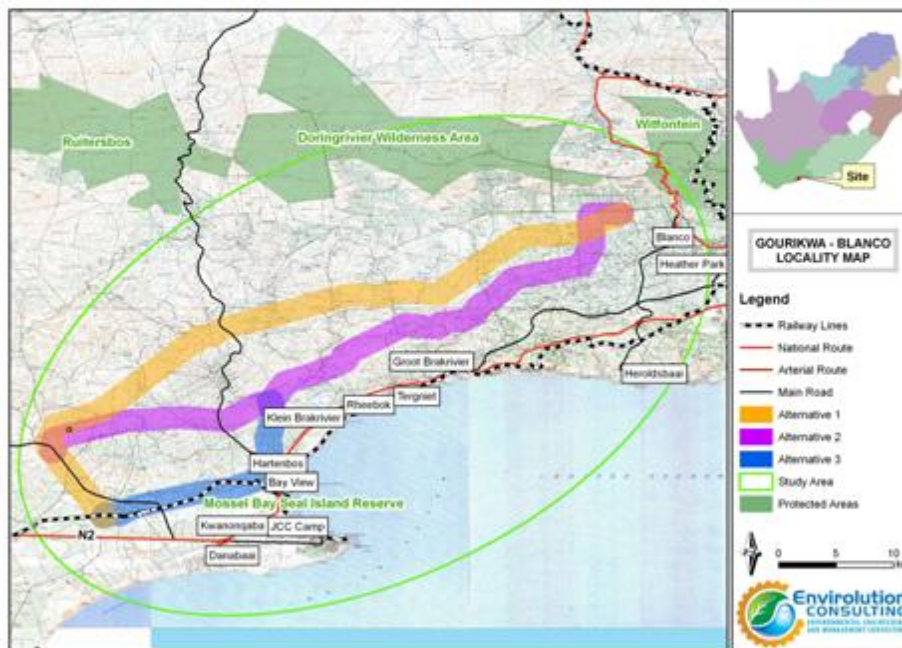 Ruitersbos
Doringrivier Wilderness Area
Witfontein
Blanco
Heather Park
Groot Brakrivier
Heroldsbaai
Tergniet
Rheebok
Klein Brakrivier
Hartenbos
Bay View
Mossel Bay Seal Island Reserve
Kwanonqaba
JCC Camp
N2
Danabaai
Site
GOURIKWA - BLANCO
LOCALITY MAP
Legend
Railway Lines
National Route
Arterial Route
Main Road
Alternative 1
Alternative 2
Alternative 3
Study Area
Protected Areas
0 5 10
Envirolution
CONSULTING